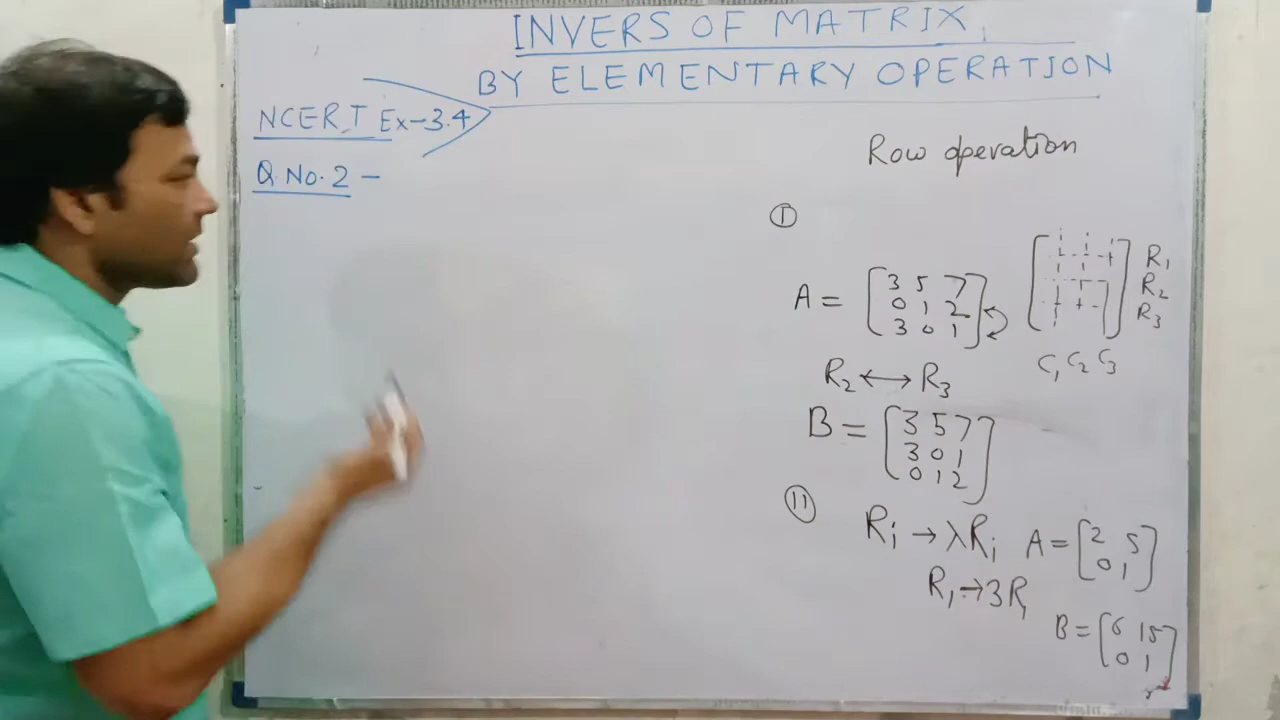 INVERS OF MATRIX
BY ELEMENTARY OPERATION
NCERT Ex-3.4
Q.No.2 -
Row operation
I
A = [3 5 7
0 1 2
3 0 1]
R1
R2
R3
C1 C2 C3
R2 ↔ R3
B = [3 5 7
3 0 1
0 1 2]
II
Ri → λRi
R1 → 3R1
A = [2 5
0 1]
B = [6 15
0 1]